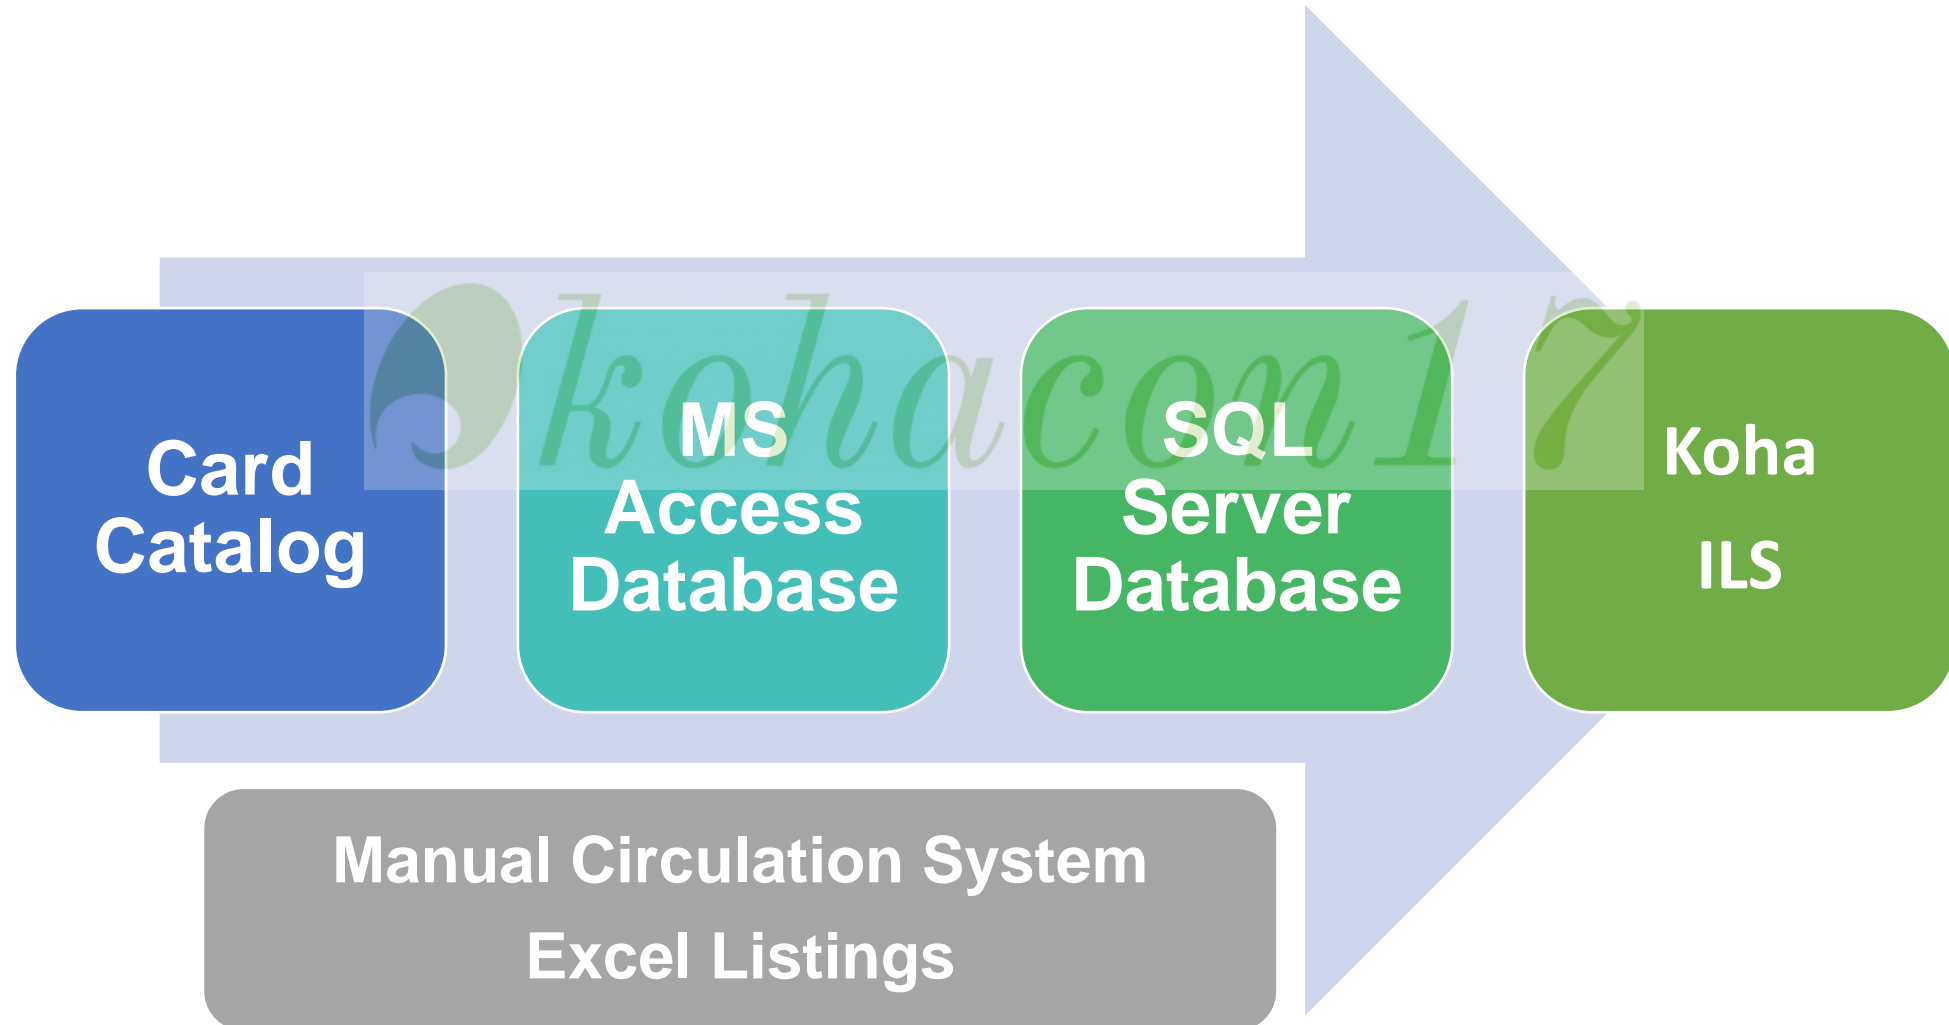 kohacon17
Card
Catalog
MS
Access
Database
SQL
Server
Database
Koha
ILS
Manual Circulation System
Excel Listings